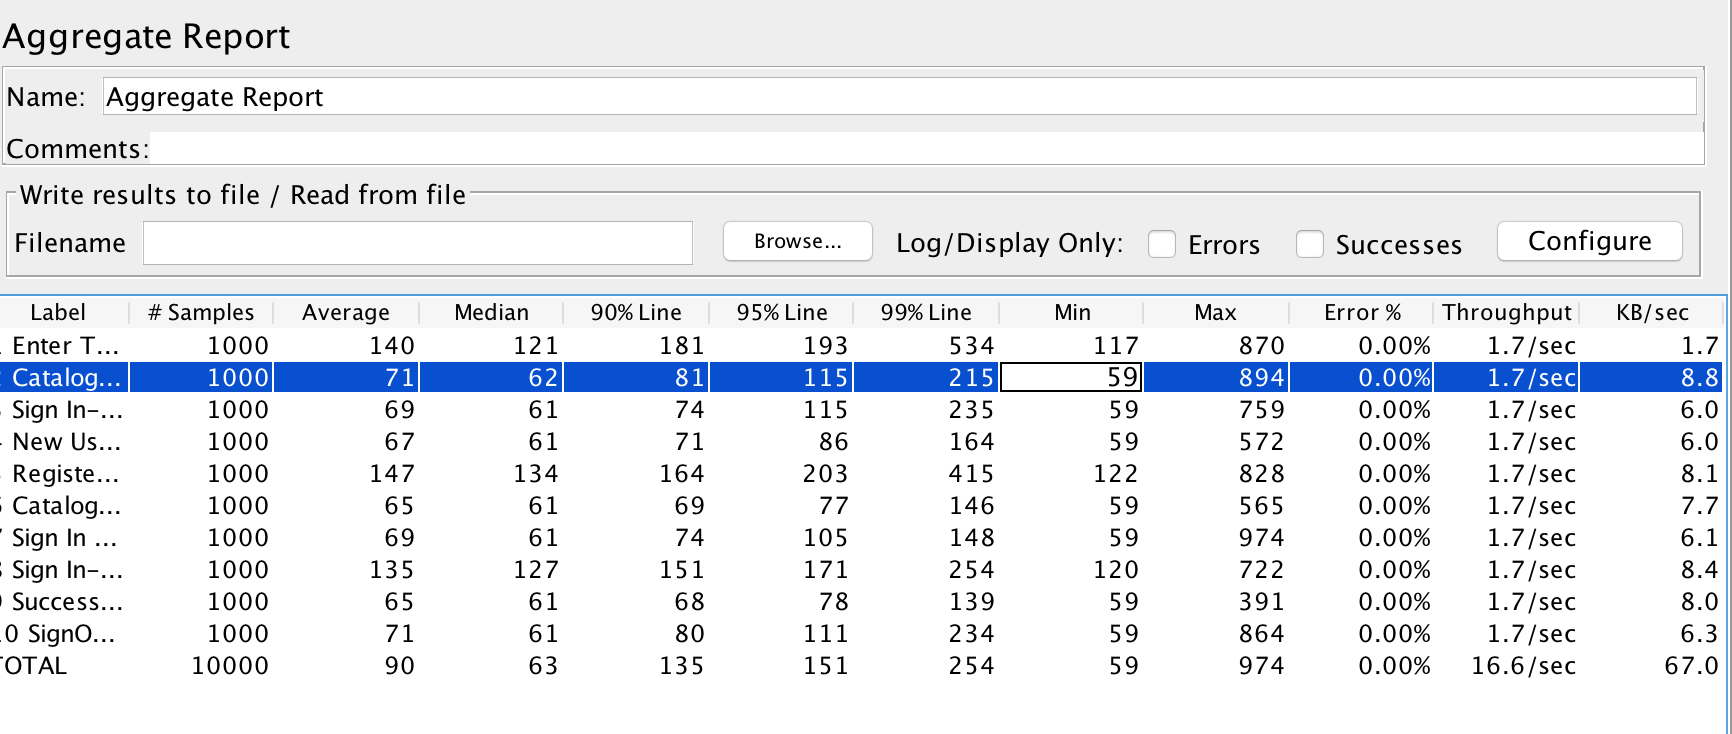 Aggregate Report
Name: Aggregate Report
Comments:
Write results to file / Read from file
Filename Browse... Log/Display Only: Errors Successes Configure
Label # Samples Average Median 90% Line 95% Line 99% Line Min Max Error % Throughput KB/sec
Enter T... 1000 140 121 181 193 534 117 870 0.00% 1.7/sec 1.7
Catalog... 1000 71 62 81 115 215 59 894 0.00% 1.7/sec 8.8
Sign In-... 1000 69 61 74 115 235 59 759 0.00% 1.7/sec 6.0
New Us... 1000 67 61 71 86 164 59 572 0.00% 1.7/sec 6.0
Registe... 1000 147 134 164 203 415 122 828 0.00% 1.7/sec 8.1
Catalog... 1000 65 61 69 77 146 59 565 0.00% 1.7/sec 7.7
Sign In ... 1000 69 61 74 105 148 59 974 0.00% 1.7/sec 6.1
Sign In-... 1000 135 127 151 171 254 120 722 0.00% 1.7/sec 8.4
Success... 1000 65 61 68 78 139 59 391 0.00% 1.7/sec 8.0
10 SignO... 1000 71 61 80 111 234 59 864 0.00% 1.7/sec 6.3
TOTAL 10000 90 63 135 151 254 59 974 0.00% 16.6/sec 67.0